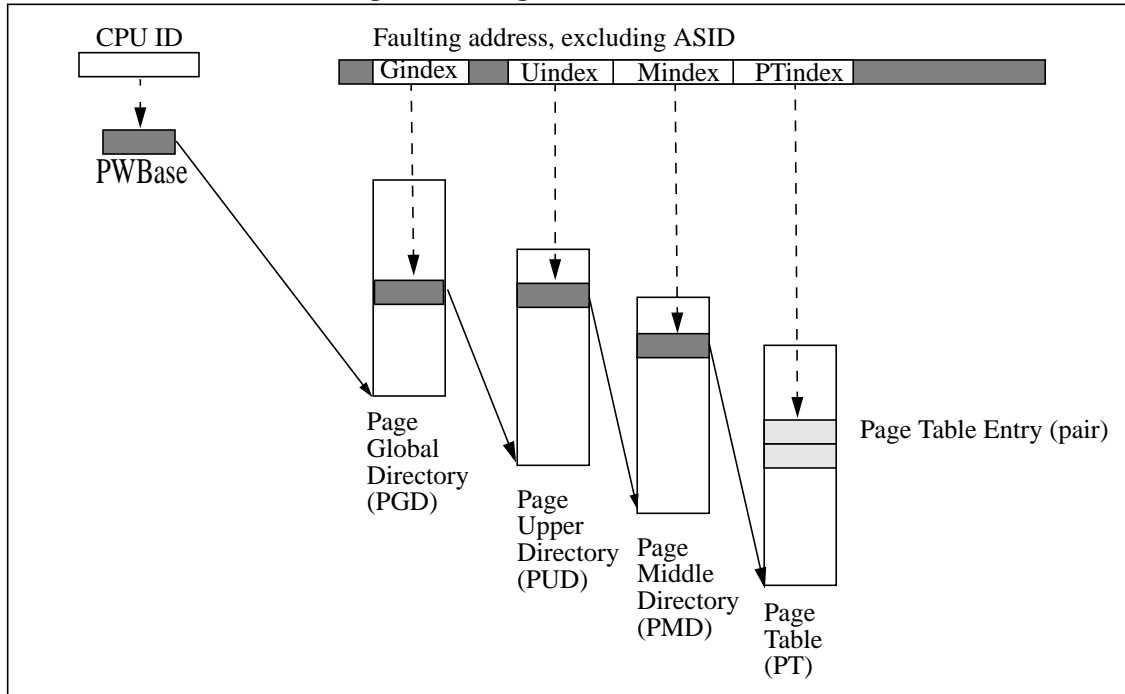 CPU ID
Faulting address, excluding ASID
Gindex
Uindex
Mindex
PTindex
PWBase
Page
Global
Directory
(PGD)
Page Table Entry (pair)
Page
Upper
Directory
(PUD)
Page
Middle
Directory
(PMD)
Page
Table
(PT)